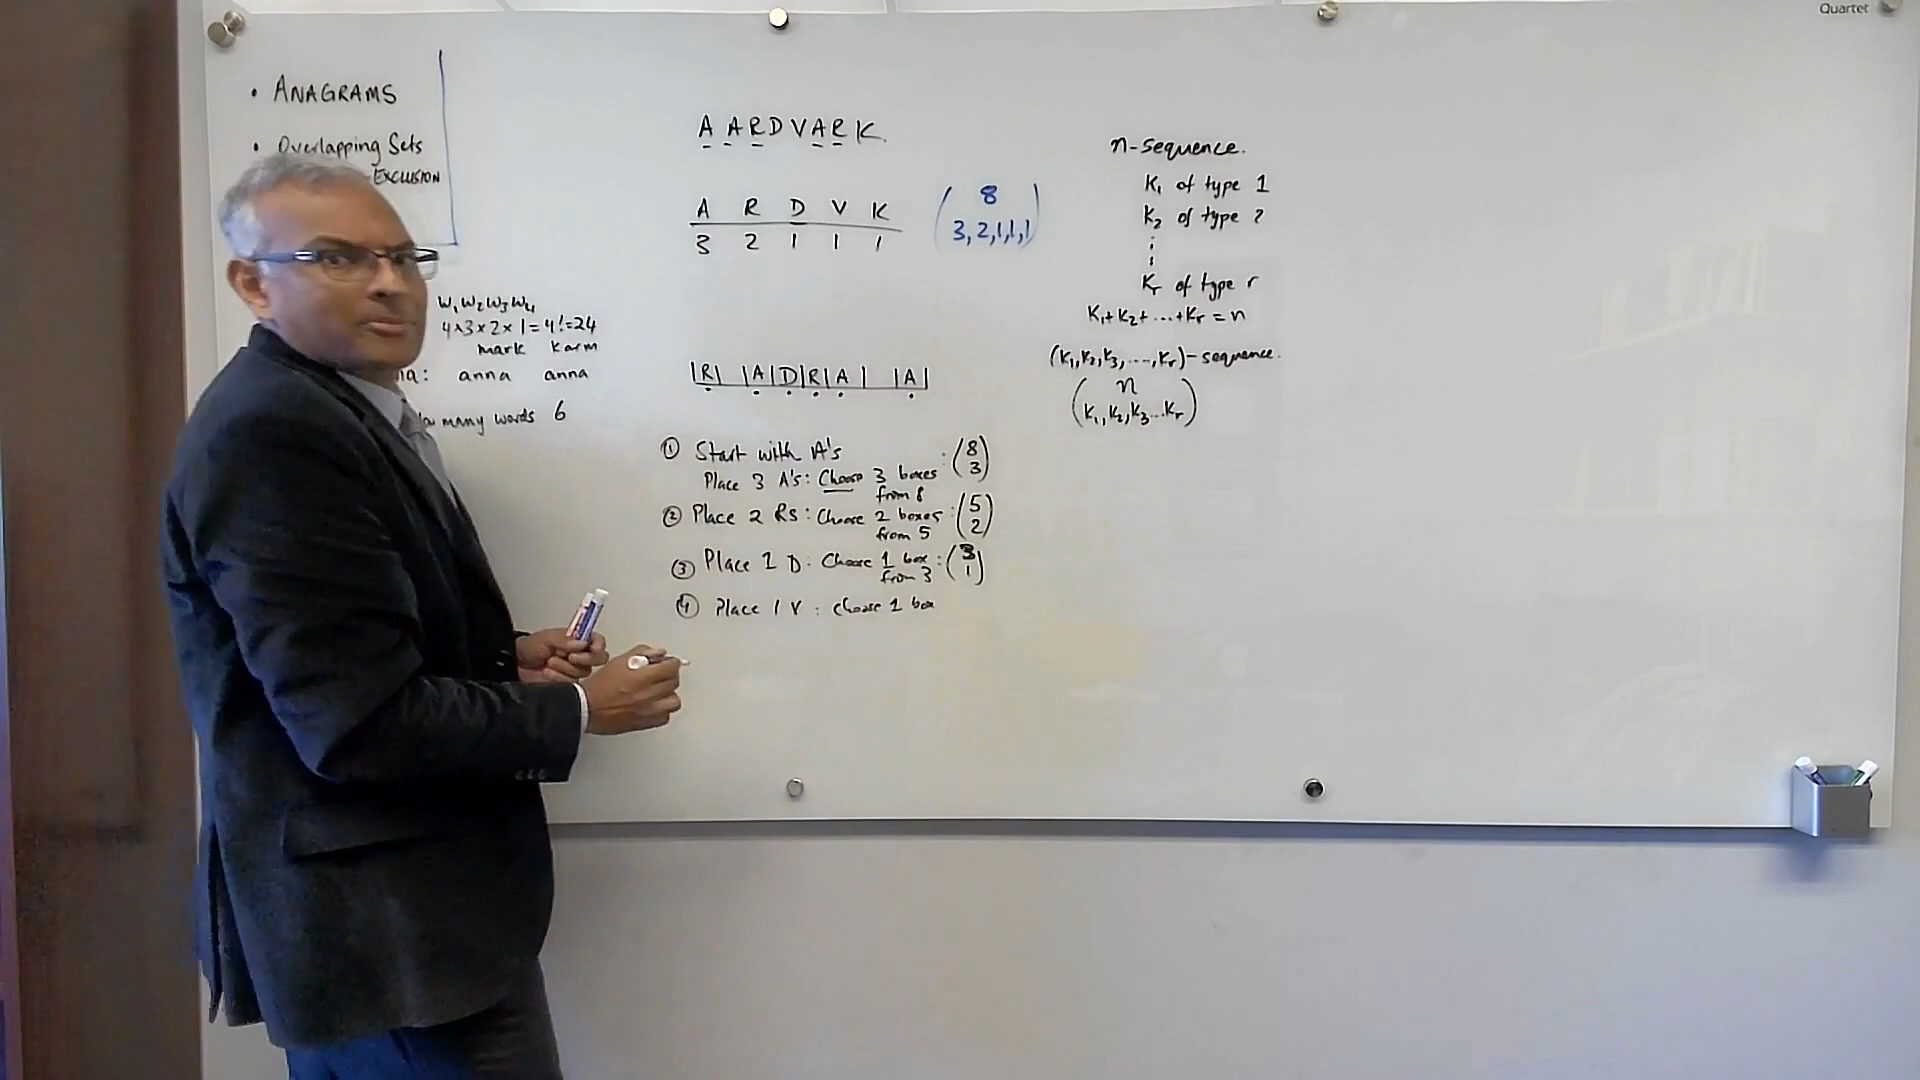 Quartet
• ANAGRAMS
• Overlapping Sets
EXCLUSION
W₁W₂W₃W₄
4×3×2×1=4!=24
mark karm
na: anna anna
many words 6
AARDVARK.
A R D V K
3 2 1 1 1
( 8
3,2,1,1,1 )
|R| |A|D|R|A| |A|
① Start with A's
Place 3 A's: Choose 3 boxes from 8 : (8 3)
② Place 2 Rs: Choose 2 boxes from 5 : (5 2)
③ Place 1 D: Choose 1 box from 3 : (3 1)
④ Place 1 V: choose 1 box
n-sequence.
K₁ of type 1
K₂ of type 2
⋮
Kᵣ of type r
K₁+K₂+...+Kᵣ=n
(K₁,K₂,K₃,...,Kᵣ)-sequence.
( n
K₁,K₂,K₃...Kᵣ )